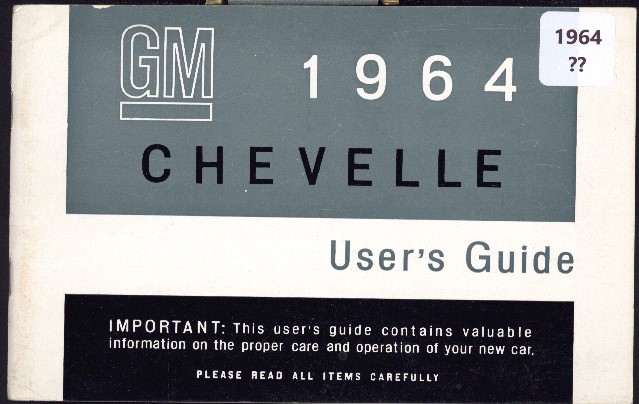 GM
1964
1964
??
CHEVELLE
User's Guide
IMPORTANT: This user's guide contains valuable
information on the proper care and operation of your new car.
PLEASE READ ALL ITEMS CAREFULLY